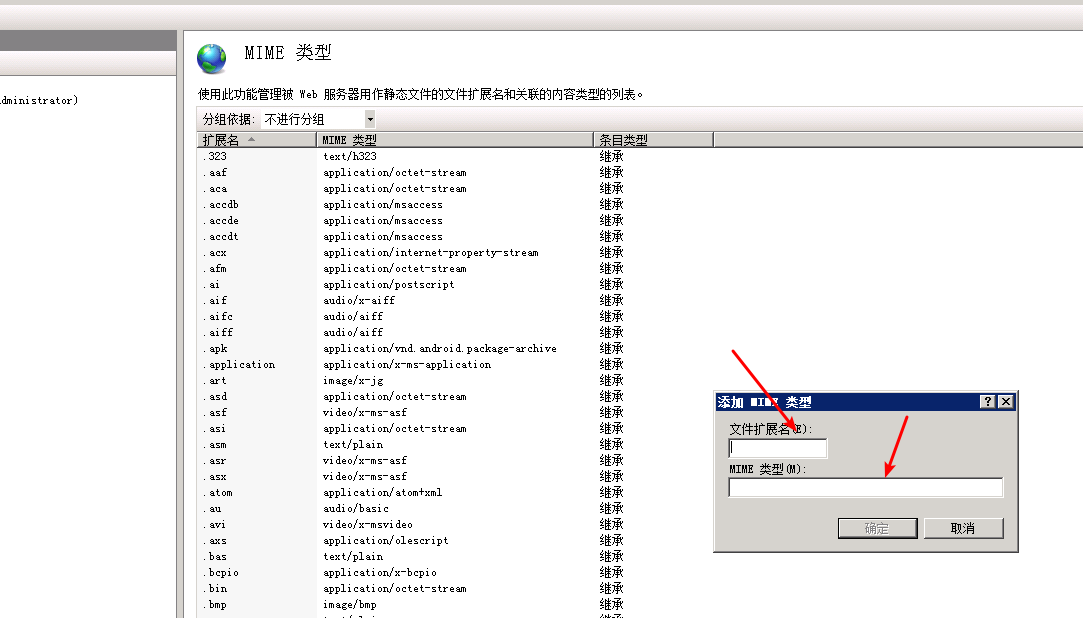 MIME 类型
使用此功能管理被 Web 服务器用作静态文件的文件扩展名和关联的内容类型的列表。
dministrator)
分组依据: 不进行分组
扩展名 MIME 类型 条目类型
.323 text/h323 继承
.aaf application/octet-stream 继承
.aca application/octet-stream 继承
.accdb application/msaccess 继承
.accde application/msaccess 继承
.accdt application/msaccess 继承
.acx application/internet-property-stream 继承
.afm application/octet-stream 继承
.ai application/postscript 继承
.aif audio/x-aiff 继承
.aifc audio/aiff 继承
.aiff audio/aiff 继承
.apk application/vnd.android.package-archive 继承
.application application/x-ms-application 继承
.art image/x-jg 继承
.asd application/octet-stream 继承
.asf video/x-ms-asf 继承
.asi application/octet-stream 继承
.asm text/plain 继承
.asr video/x-ms-asf 继承
.asx video/x-ms-asf 继承
.atom application/atom+xml 继承
.au audio/basic 继承
.avi video/x-msvideo 继承
.axs application/olescript 继承
.bas text/plain 继承
.bcpio application/x-bcpio 继承
.bin application/octet-stream 继承
.bmp image/bmp 继承
添加 MIME 类型
文件扩展名(E):
MIME 类型(M):
确定 取消